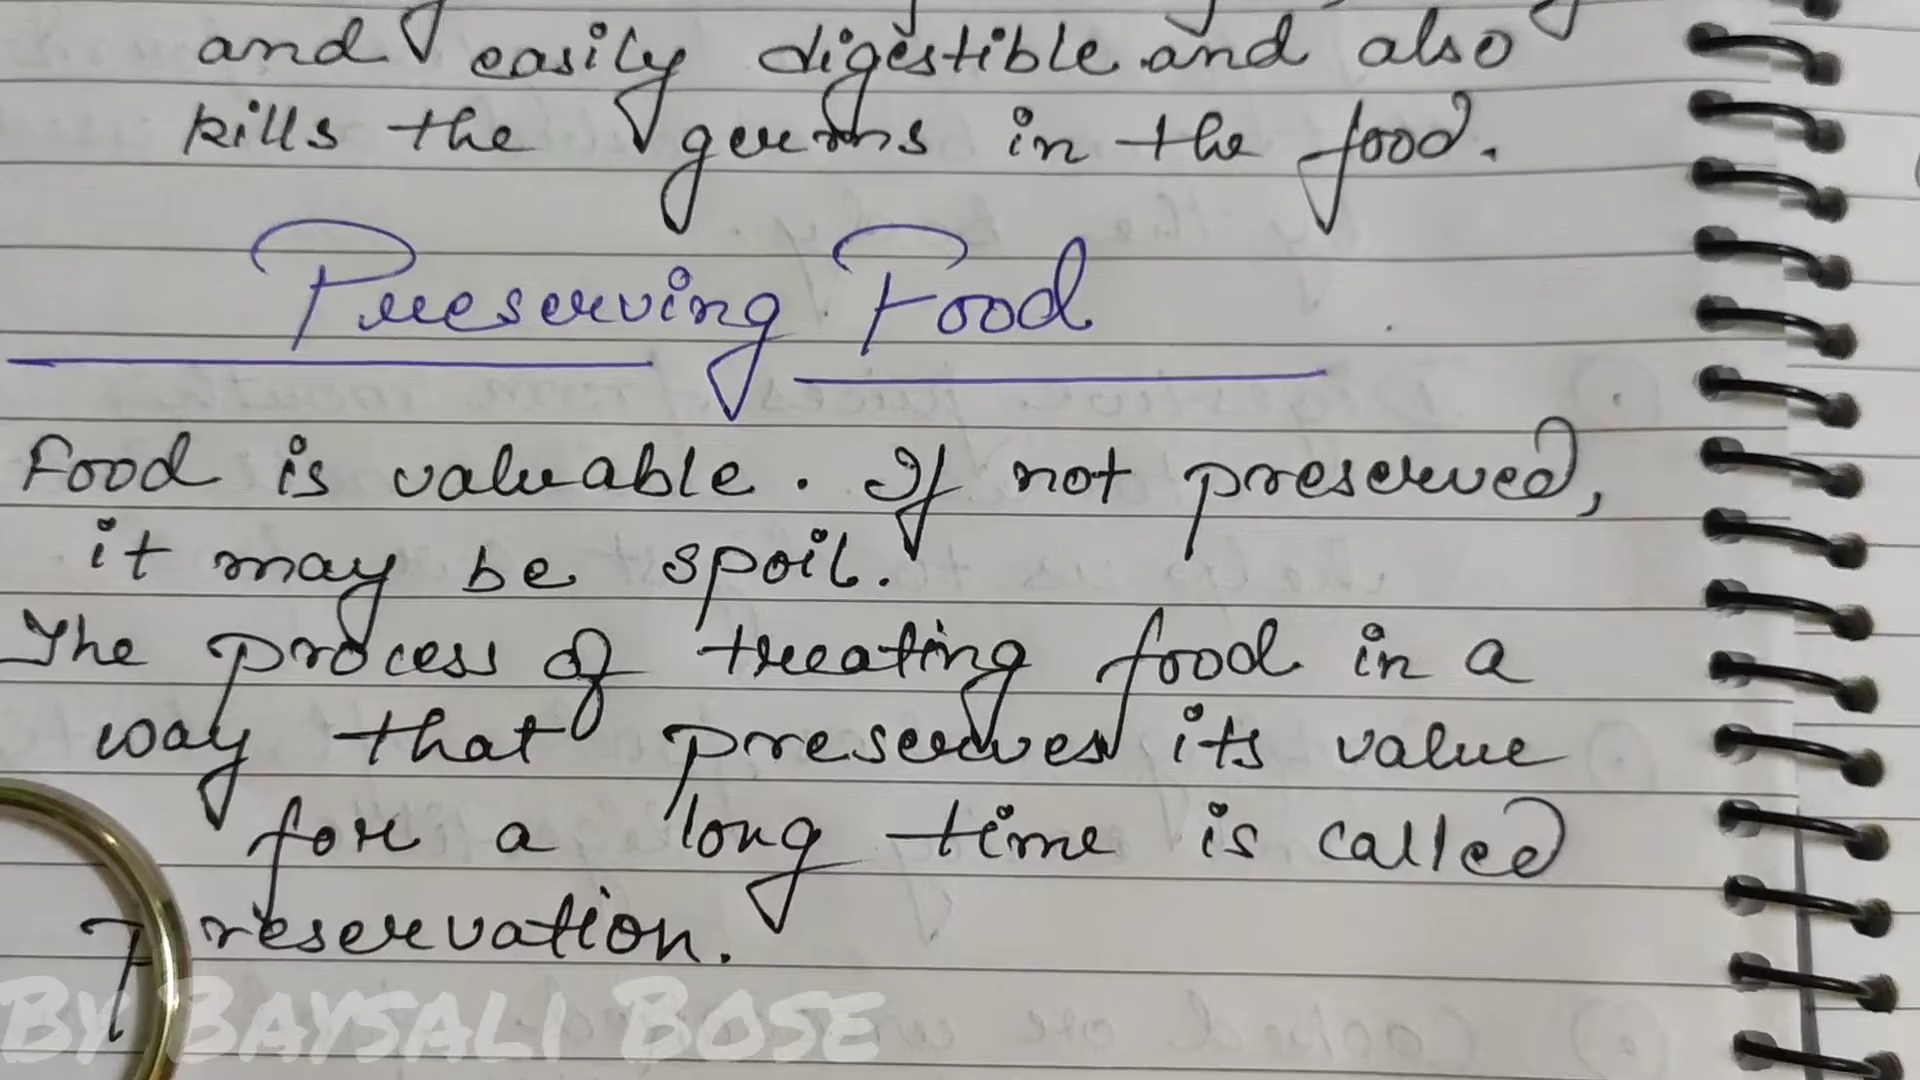 and easily digestible and also
kills the germs in the food.
Preserving Food
Food is valuable. If not preserved,
it may be spoil.
The process of treating food in a
way that preserves its value
for a long time is called
Preservation.
By Baysali Bose